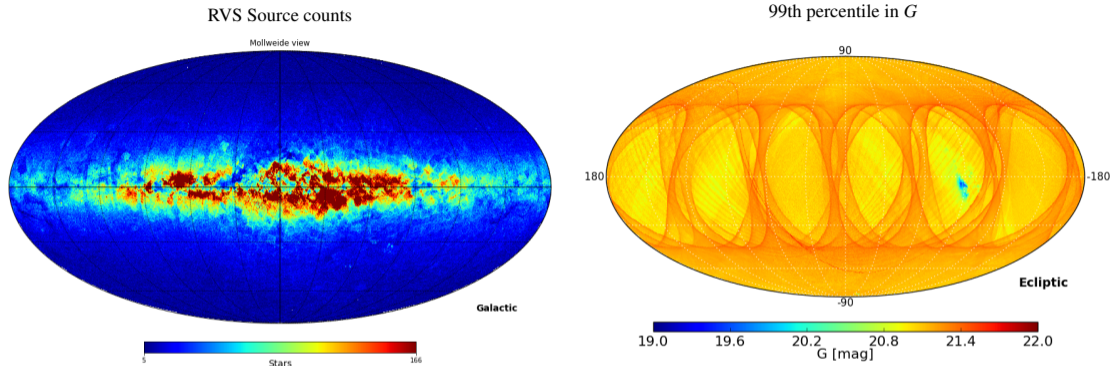 RVS Source counts
Mollweide view
Galactic
5
166
Stars
99th percentile in G
90
180
-180
-90
Ecliptic
19.0 19.6 20.2 20.8 21.4 22.0
G [mag]